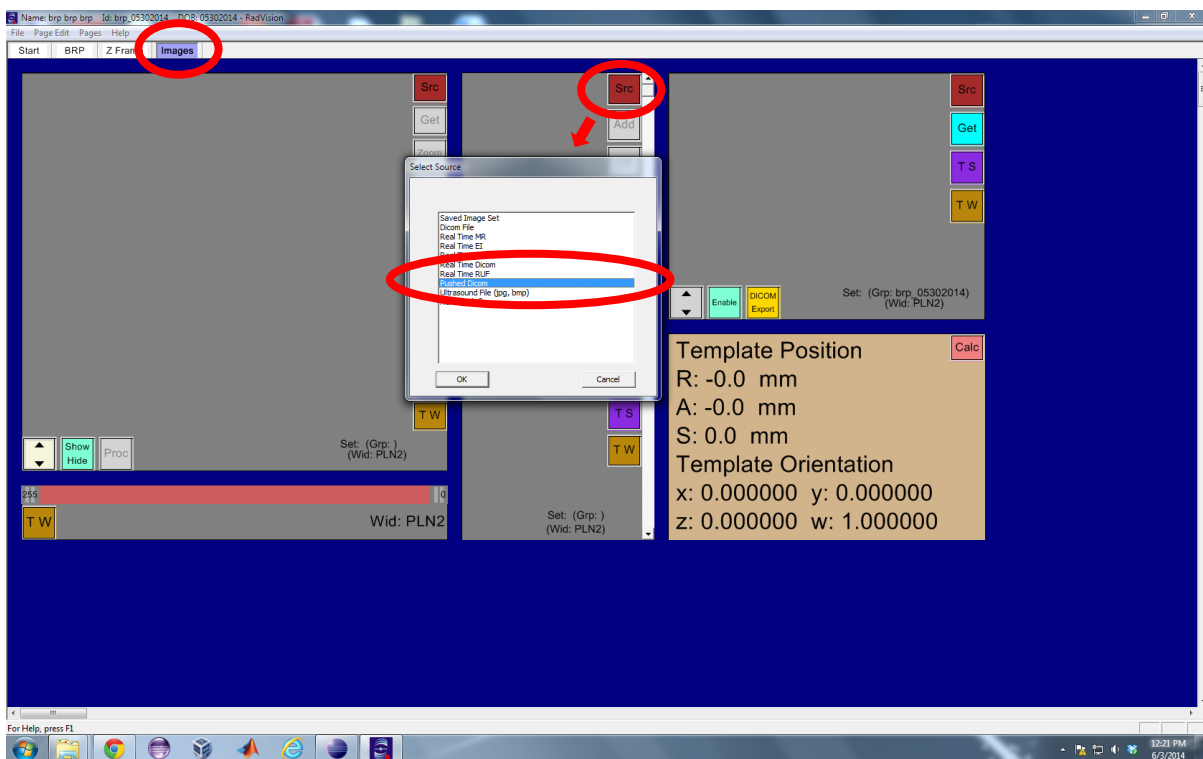 Name: brp brp brp Id: brp_05302014 DOB: 05302014 - RadVision
File Page Edit Pages Help
Start BRP Z Fram Images
Src
Get
Zoom
T W
Show
Hide
Proc
Set: (Grp: )
(Wid: PLN2)
255 0
T W
Wid: PLN2
Src
Add
T S
T W
Set: (Grp: )
(Wid: PLN2)
Select Source
Saved Image Set
Dicom File
Real Time MR
Real Time EI
Real Time Dicom
Real Time RUF
Pushed Dicom
Ultrasound File (jpg, bmp)
OK Cancel
Src
Get
T S
T W
Enable
DICOM
Export
Set: (Grp: brp_05302014)
(Wid: PLN2)
Template Position
Calc
R: -0.0 mm
A: -0.0 mm
S: 0.0 mm
Template Orientation
x: 0.000000 y: 0.000000
z: 0.000000 w: 1.000000
For Help, press F1
12:21 PM
6/3/2014